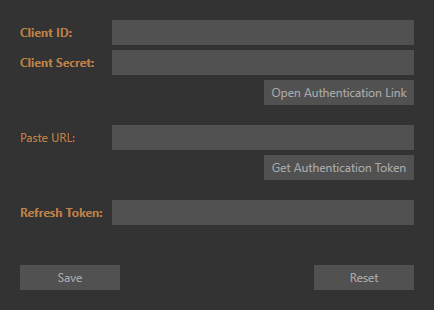 Client ID:
Client Secret:
Open Authentication Link
Paste URL:
Get Authentication Token
Refresh Token:
Save Reset